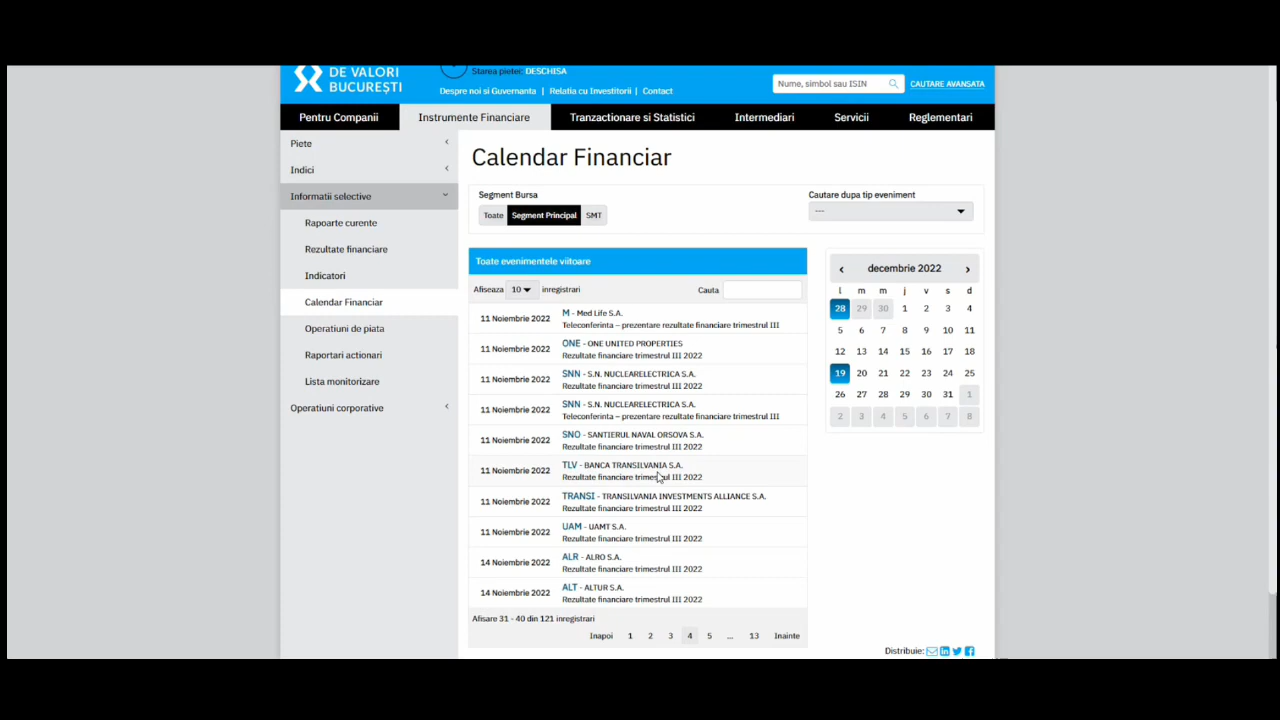 DE VALORI
BUCUREȘTI
Starea pietei: DESCHISA
Despre noi si Guvernanta | Relatia cu Investitorii | Contact
Nume, simbol sau ISIN
CAUTARE AVANSATA
Pentru Companii
Instrumente Financiare
Tranzactionare si Statistici
Intermediari
Servicii
Reglementari
Piete
Indici
Informatii selective
Rapoarte curente
Rezultate financiare
Indicatori
Calendar Financiar
Operatiuni de piata
Raportari actionari
Lista monitorizare
Operatiuni corporative
Calendar Financiar
Segment Bursa
Toate Segment Principal SMT
Cautare dupa tip eveniment
---
Toate evenimentele viitoare
Afiseaza 10 inregistrari
Cauta
11 Noiembrie 2022
M - Med Life S.A.
Teleconferinta – prezentare rezultate financiare trimestrul III
11 Noiembrie 2022
ONE - ONE UNITED PROPERTIES
Rezultate financiare trimestrul III 2022
11 Noiembrie 2022
SNN - S.N. NUCLEARELECTRICA S.A.
Rezultate financiare trimestrul III 2022
11 Noiembrie 2022
SNN - S.N. NUCLEARELECTRICA S.A.
Teleconferinta – prezentare rezultate financiare trimestrul III
11 Noiembrie 2022
SNO - SANTIERUL NAVAL ORSOVA S.A.
Rezultate financiare trimestrul III 2022
11 Noiembrie 2022
TLV - BANCA TRANSILVANIA S.A.
Rezultate financiare trimestrul III 2022
11 Noiembrie 2022
TRANSI - TRANSILVANIA INVESTMENTS ALLIANCE S.A.
Rezultate financiare trimestrul III 2022
11 Noiembrie 2022
UAM - UAMT S.A.
Rezultate financiare trimestrul III 2022
14 Noiembrie 2022
ALR - ALRO S.A.
Rezultate financiare trimestrul III 2022
14 Noiembrie 2022
ALT - ALTUR S.A.
Rezultate financiare trimestrul III 2022
Afisare 31 - 40 din 121 inregistrari
Inapoi 1 2 3 4 5 ... 13 Inainte
decembrie 2022
l m m j v s d
28 29 30 1 2 3 4
5 6 7 8 9 10 11
12 13 14 15 16 17 18
19 20 21 22 23 24 25
26 27 28 29 30 31 1
2 3 4 5 6 7 8
Distribuie: